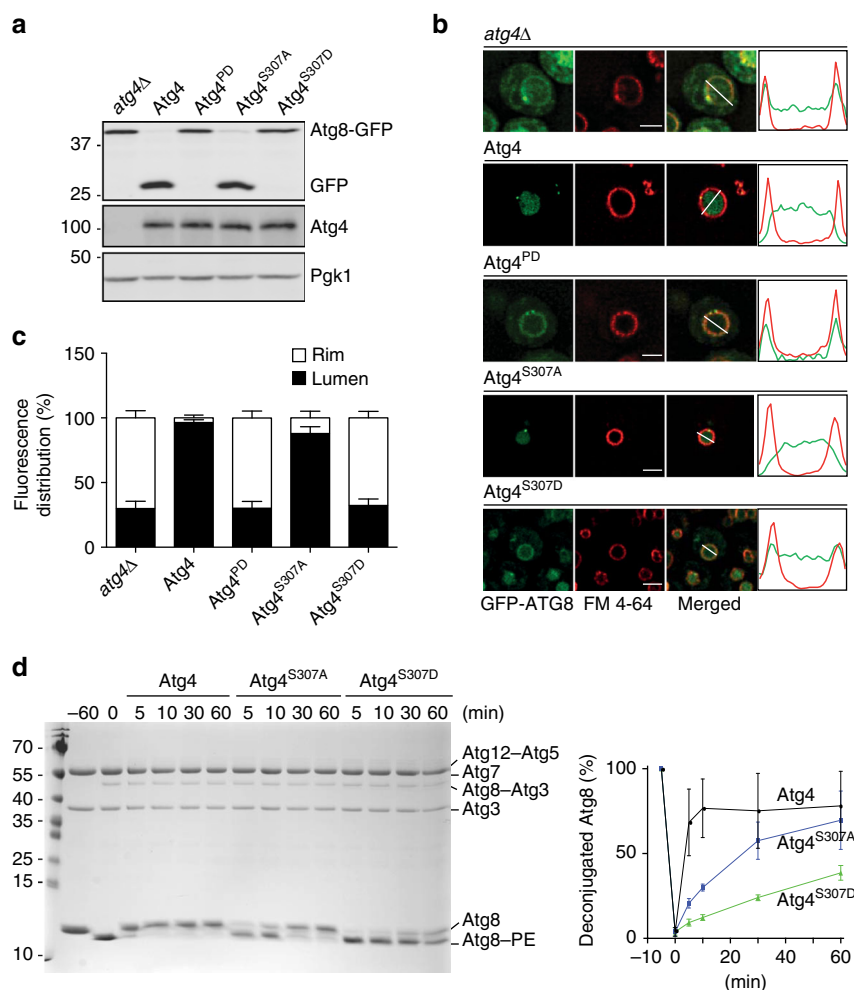 a
atg4Δ Atg4 Atg4PD Atg4S307A Atg4S307D
37 -
25 -
Atg8-GFP
GFP
100 -
Atg4
50 -
Pgk1
b
atg4Δ
Atg4
Atg4PD
Atg4S307A
Atg4S307D
GFP-ATG8 FM 4-64 Merged
c
150
100
50
0
Fluorescence
distribution (%)
Rim
Lumen
atg4Δ Atg4 Atg4PD Atg4S307A Atg4S307D
d
Atg4 Atg4S307A Atg4S307D
–60 0 5 10 30 60 5 10 30 60 5 10 30 60 (min)
70 -
55 -
40 -
35 -
25 -
15 -
10 -
Atg12–Atg5
Atg7
Atg8–Atg3
Atg3
Atg8
Atg8–PE
Deconjugated Atg8 (%)
100
50
0
Atg4
Atg4S307A
Atg4S307D
–10 0 20 40 60
(min)